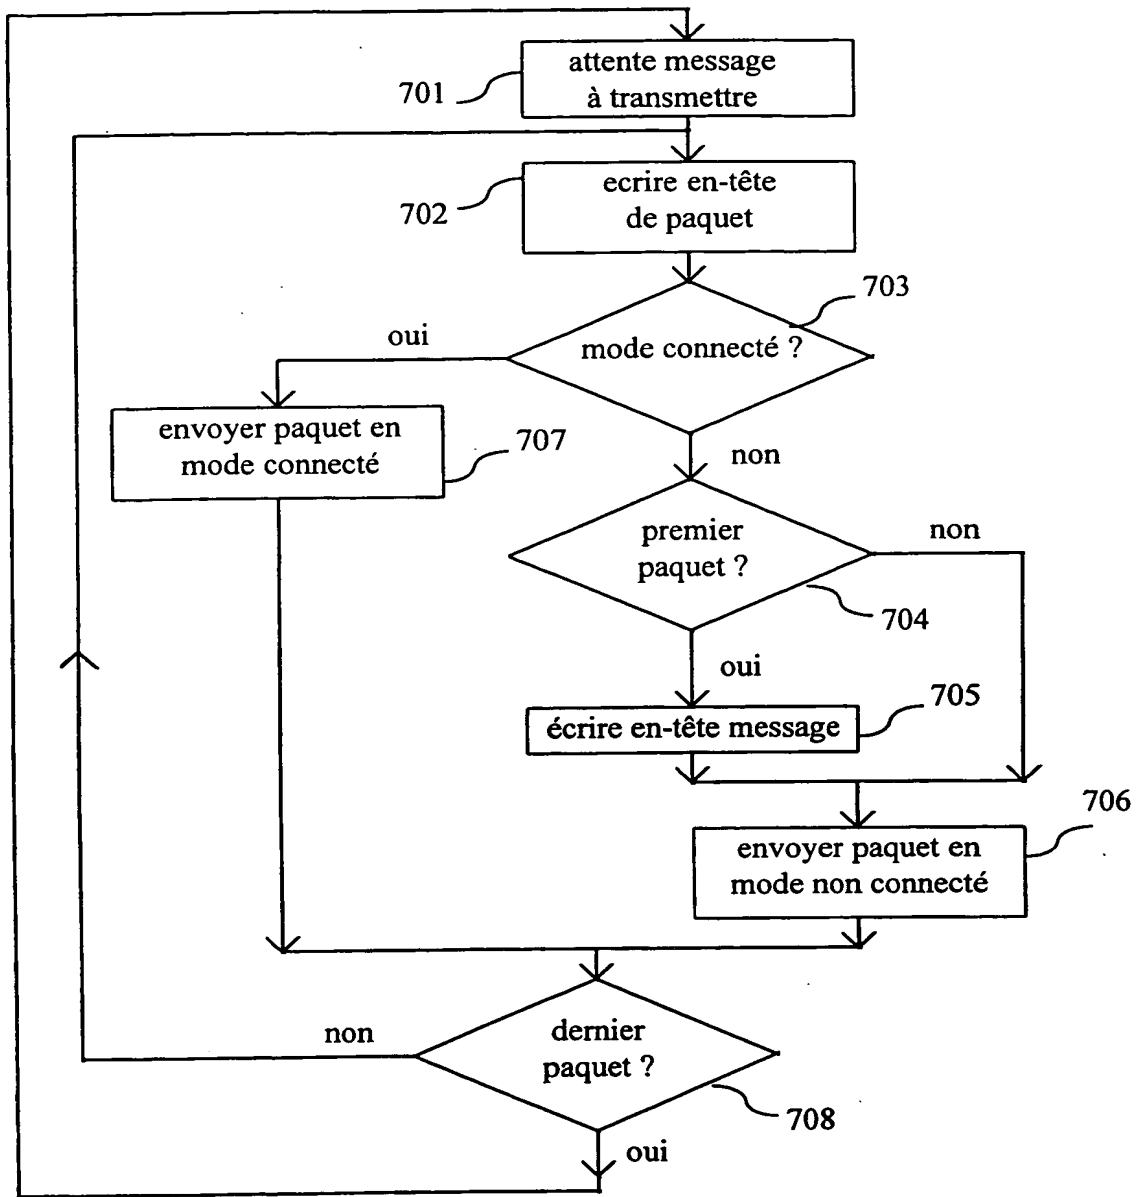 attente message
à transmettre
701
ecrire en-tête
de paquet
702
703
mode connecté ?
oui
envoyer paquet en
mode connecté
707
non
premier
paquet ?
non
704
oui
705
écrire en-tête message
706
envoyer paquet en
mode non connecté
non
dernier
paquet ?
708
oui